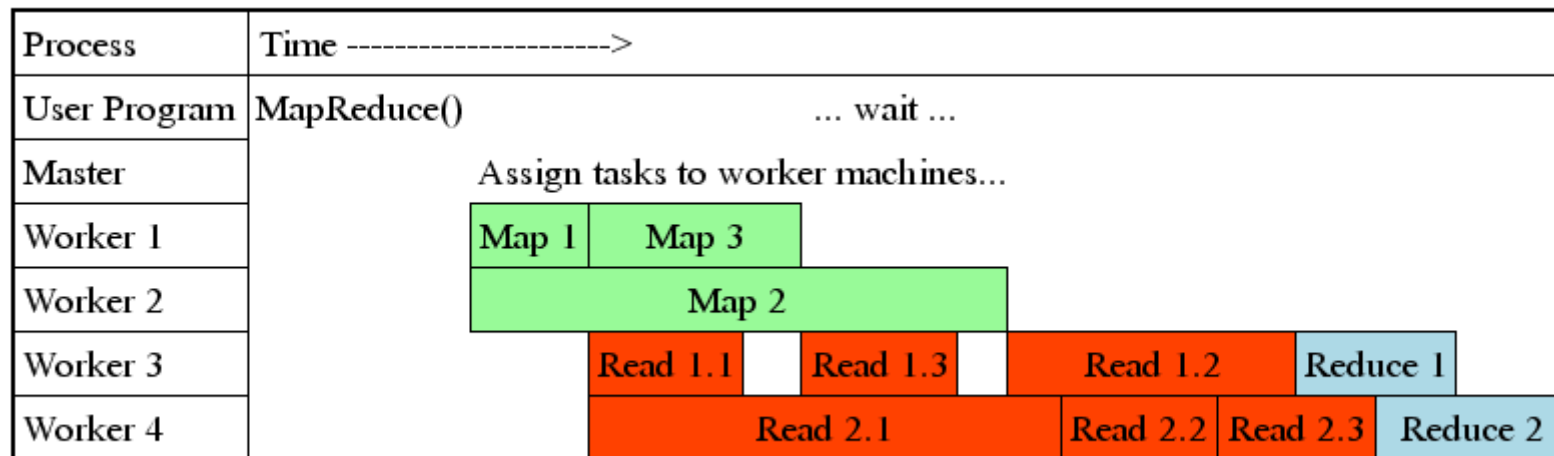 Process Time ---------------------->
User Program MapReduce() ... wait ...
Master Assign tasks to worker machines...
Worker 1 Map 1 Map 3
Worker 2 Map 2
Worker 3 Read 1.1 Read 1.3 Read 1.2 Reduce 1
Worker 4 Read 2.1 Read 2.2 Read 2.3 Reduce 2